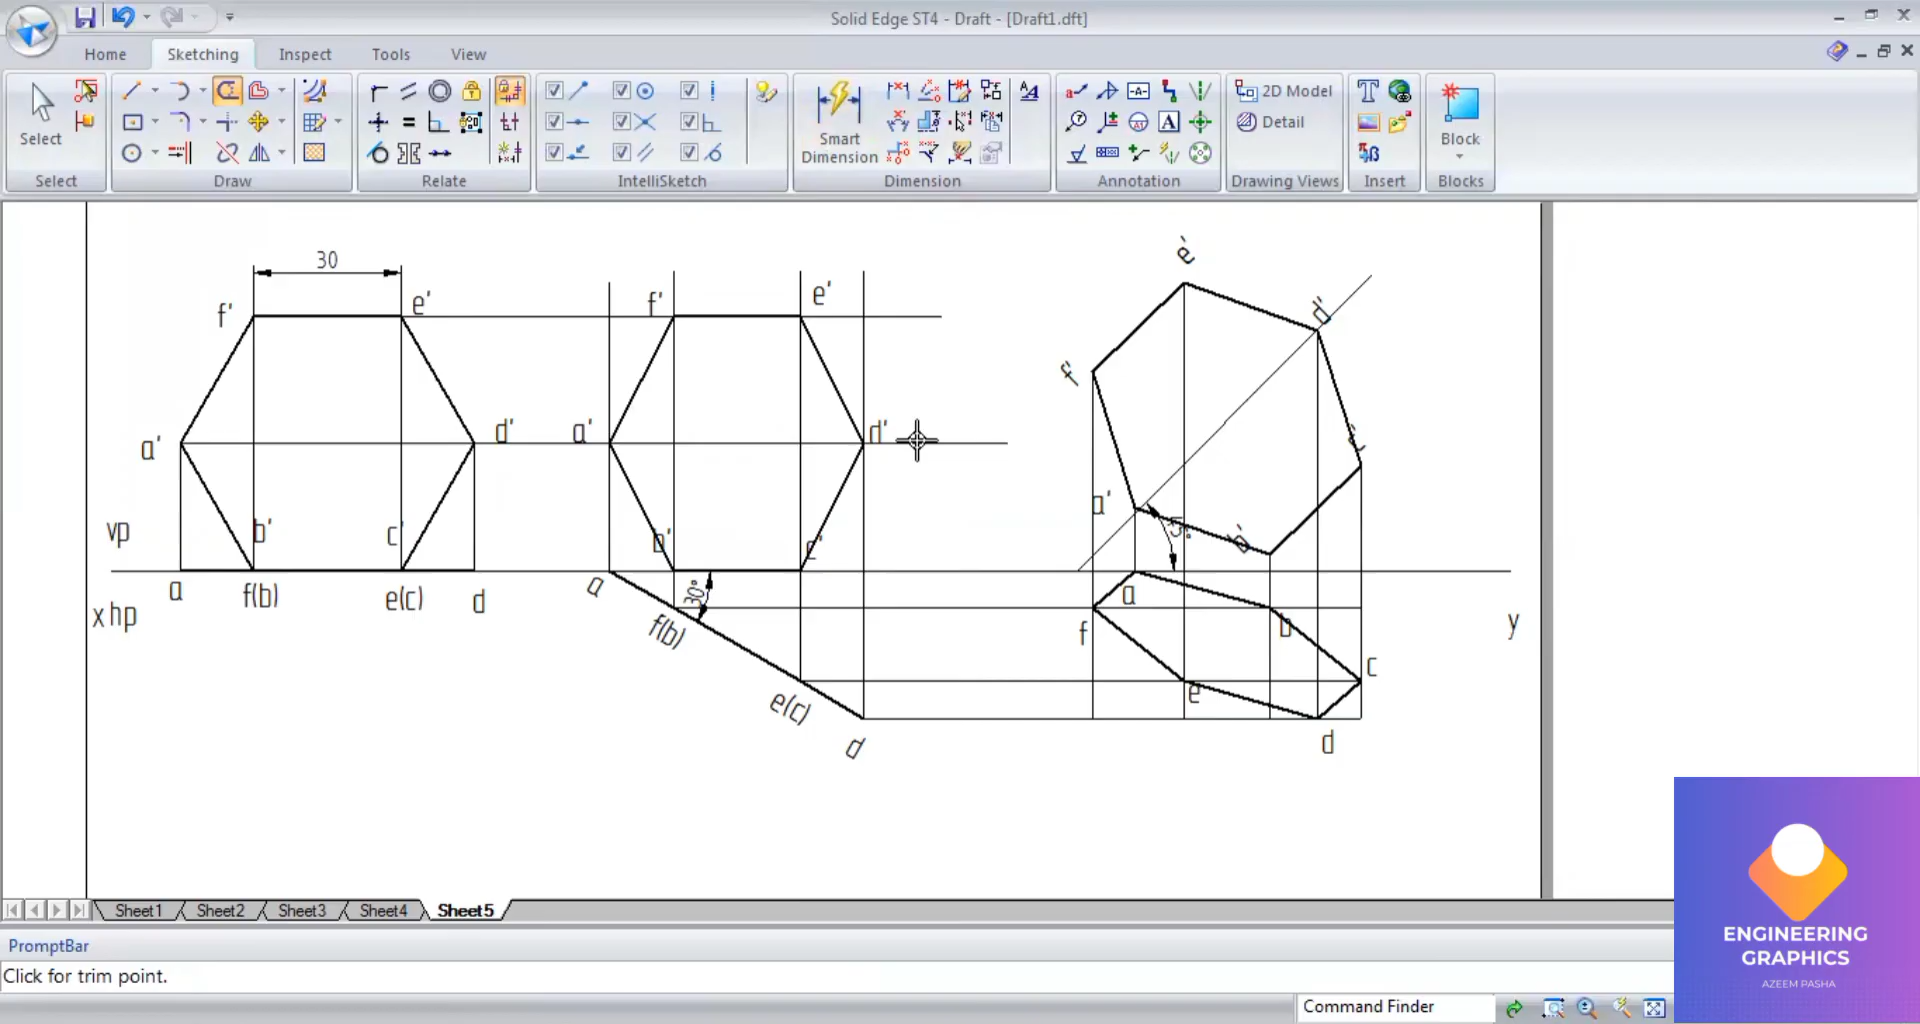 Solid Edge ST4 - Draft - [Draft1.dft]
Home Sketching Inspect Tools View
2D Model
Detail
Select
Smart
Dimension
Block
Select Draw Relate IntelliSketch Dimension Annotation Drawing Views Insert Blocks
30
f' e' f' e' e' d'
f'
a' d' a' d'
a'
vp b' c' b' c' b'
x hp a f(b) e(c) d a 30° a y
f(b) f b
e(c) e c
d d
Sheet1 Sheet2 Sheet3 Sheet4 Sheet5
PromptBar
Click for trim point.
Command Finder
ENGINEERING
GRAPHICS
AZEEM PASHA